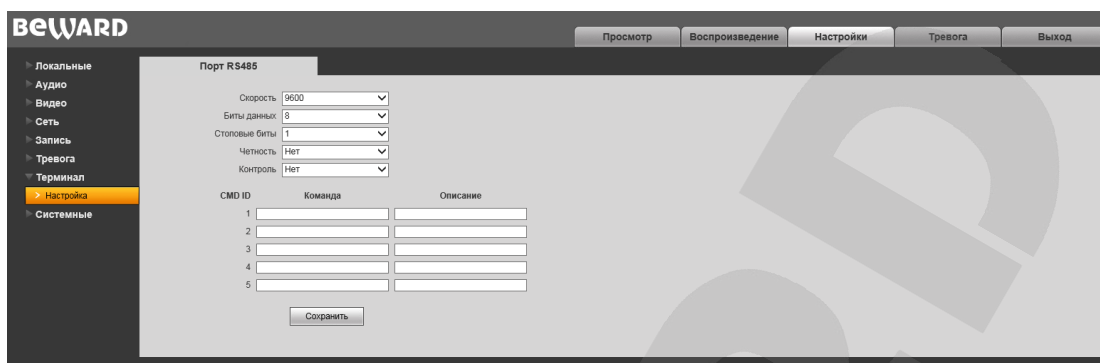 BEWARD
Просмотр Воспроизведение Настройки Тревога Выход
Локальные
Аудио
Видео
Сеть
Запись
Тревога
Терминал
> Настройка
Системные
Порт RS485
Скорость 9600
Биты данных 8
Стоповые биты 1
Четность Нет
Контроль Нет
CMD ID Команда Описание
1
2
3
4
5
Сохранить